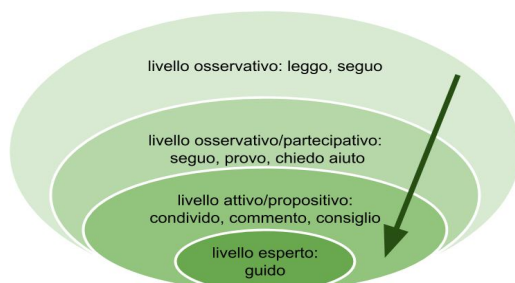 livello osservativo: leggo, seguo
livello osservativo/partecipativo:
seguo, provo, chiedo aiuto
livello attivo/propositivo:
condivido, commento, consiglio
livello esperto:
guido